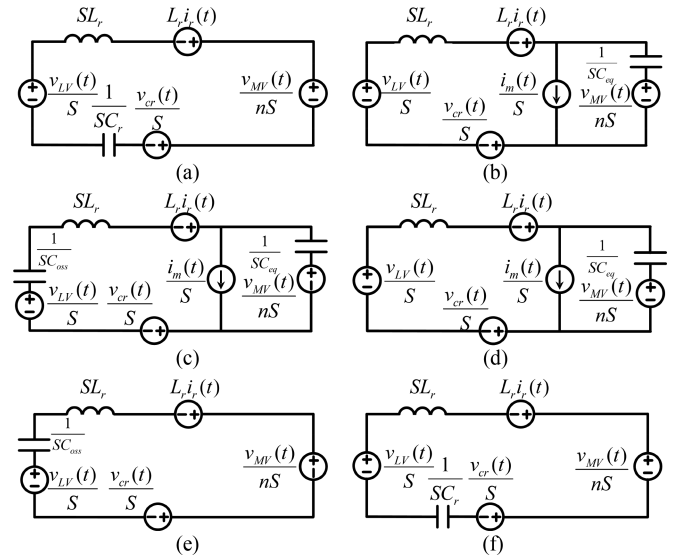 SL_r L_r i_r(t)
v_LV(t)/S 1/SC_r v_cr(t)/S v_MV(t)/nS
(a)
SL_r L_r i_r(t)
v_LV(t)/S v_cr(t)/S i_m(t)/S 1/SC_eq v_MV(t)/nS
(b)
SL_r L_r i_r(t)
1/SC_oss v_LV(t)/S v_cr(t)/S i_m(t)/S 1/SC_eq v_MV(t)/nS
(c)
SL_r L_r i_r(t)
v_LV(t)/S v_cr(t)/S i_m(t)/S 1/SC_eq v_MV(t)/nS
(d)
SL_r L_r i_r(t)
1/SC_oss v_LV(t)/S v_cr(t)/S v_MV(t)/nS
(e)
SL_r L_r i_r(t)
v_LV(t)/S 1/SC_r v_cr(t)/S v_MV(t)/nS
(f)